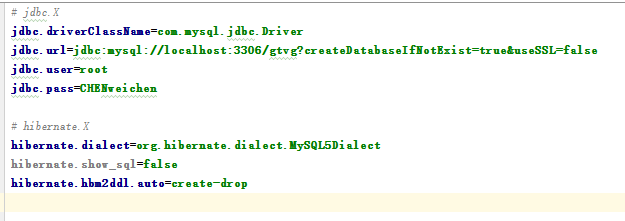 # jdbc.X
jdbc.driverClassName=com.mysql.jdbc.Driver
jdbc.url=jdbc:mysql://localhost:3306/gtvg?createDatabaseIfNotExist=true&useSSL=false
jdbc.user=root
jdbc.pass=CHENweichen
# hibernate.X
hibernate.dialect=org.hibernate.dialect.MySQL5Dialect
hibernate.show_sql=false
hibernate.hbm2ddl.auto=create-drop